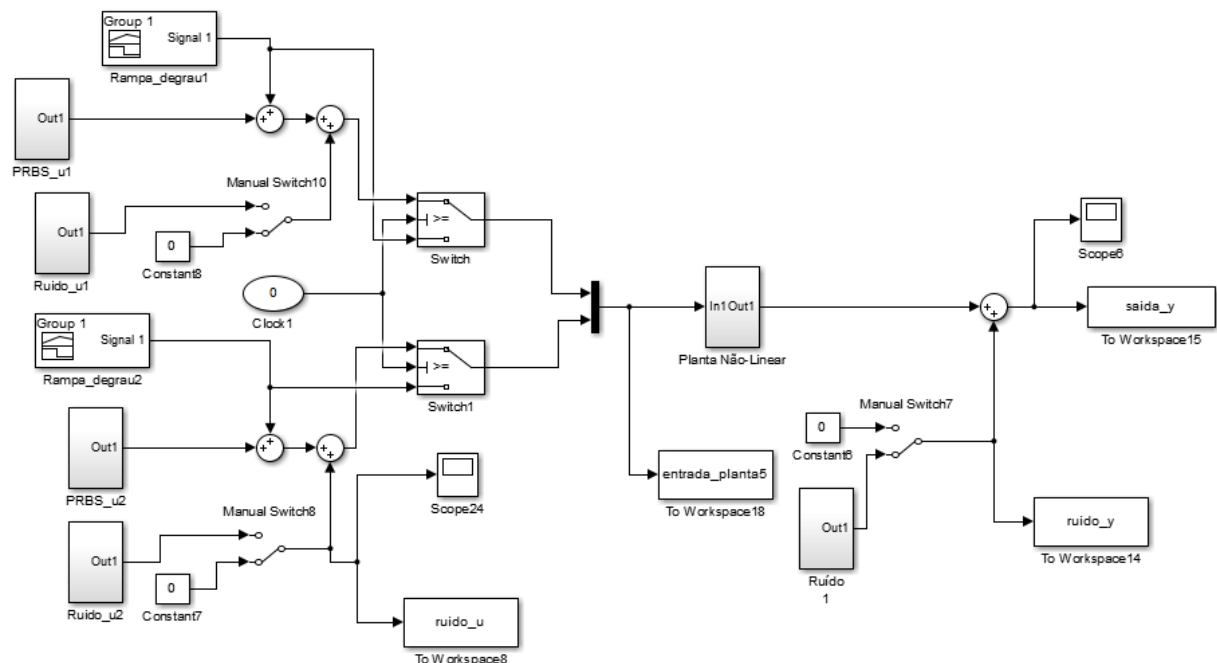 Group 1
Signal 1
Rampa_degrau1
Out1
PRBS_u1
Manual Switch10
Out1
0
Constant8
Ruido_u1
>=
Switch
0
Clock1
Group 1
Signal 1
Rampa_degrau2
>=
Switch1
Out1
PRBS_u2
Manual Switch8
Out1
0
Constant7
Ruido_u2
Scope24
ruido_u
To Workspace8
In1Out1
Planta Não-Linear
entrada_planta5
To Workspace18
Scope6
saida_y
To Workspace15
Manual Switch7
0
Constant6
Out1
Ruído
1
ruido_y
To Workspace14